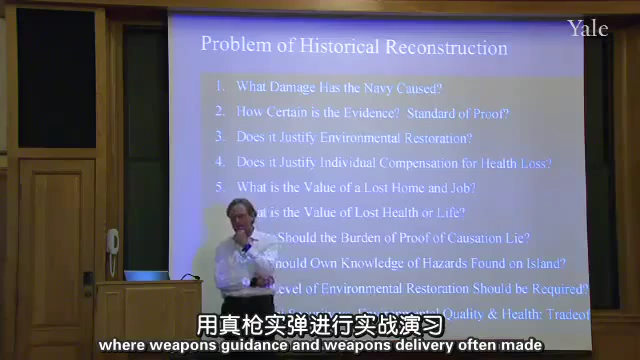 Yale
Problem of Historical Reconstruction
1. What Damage Has the Navy Caused?
2. How Certain is the Evidence? Standard of Proof?
3. Does it Justify Environmental Restoration?
4. Does it Justify Individual Compensation for Health Loss?
5. What is the Value of a Lost Home and Job?
is the Value of Lost Health or Life?
Should the Burden of Proof of Causation Lie?
Own Knowledge of Hazards Found on Island?
of Environmental Restoration Should be Required?
Quality & Health:
用真枪实弹进行实战演习
where weapons guidance and weapons delivery often made